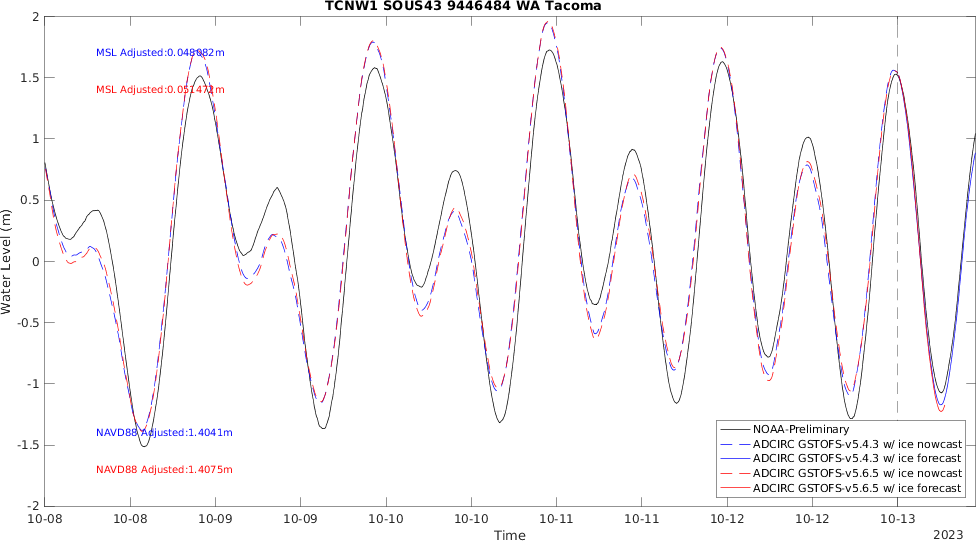 TCNW1 SOUS43 9446484 WA Tacoma
MSL Adjusted:0.048082m
MSL Adjusted:0.051472m
NAVD88 Adjusted:1.4041m
NAVD88 Adjusted:1.4075m
Water Level (m)
2
1.5
1
0.5
0
-0.5
-1
-1.5
-2
NOAA-Preliminary
ADCIRC GSTOFS-v5.4.3 w/ ice nowcast
ADCIRC GSTOFS-v5.4.3 w/ ice forecast
ADCIRC GSTOFS-v5.6.5 w/ ice nowcast
ADCIRC GSTOFS-v5.6.5 w/ ice forecast
10-08 10-08 10-09 10-09 10-10 10-10 10-11 10-11 10-12 10-12 10-13
Time
2023